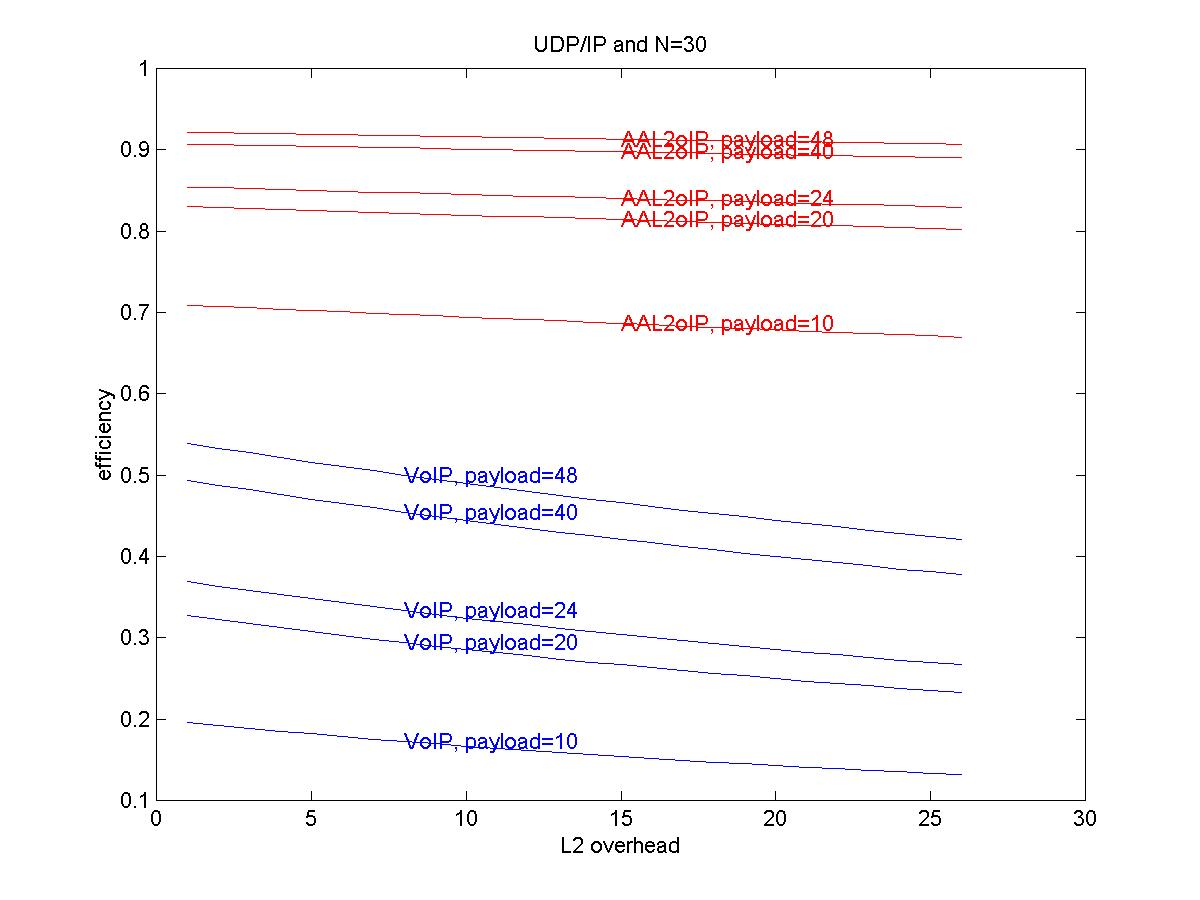 UDP/IP and N=30
1
0.9
0.8
0.7
0.6
0.5
0.4
0.3
0.2
0.1
efficiency
AAL2oIP, payload=48
AAL2oIP, payload=40
AAL2oIP, payload=24
AAL2oIP, payload=20
AAL2oIP, payload=10
VoIP, payload=48
VoIP, payload=40
VoIP, payload=24
VoIP, payload=20
VoIP, payload=10
0 5 10 15 20 25 30
L2 overhead